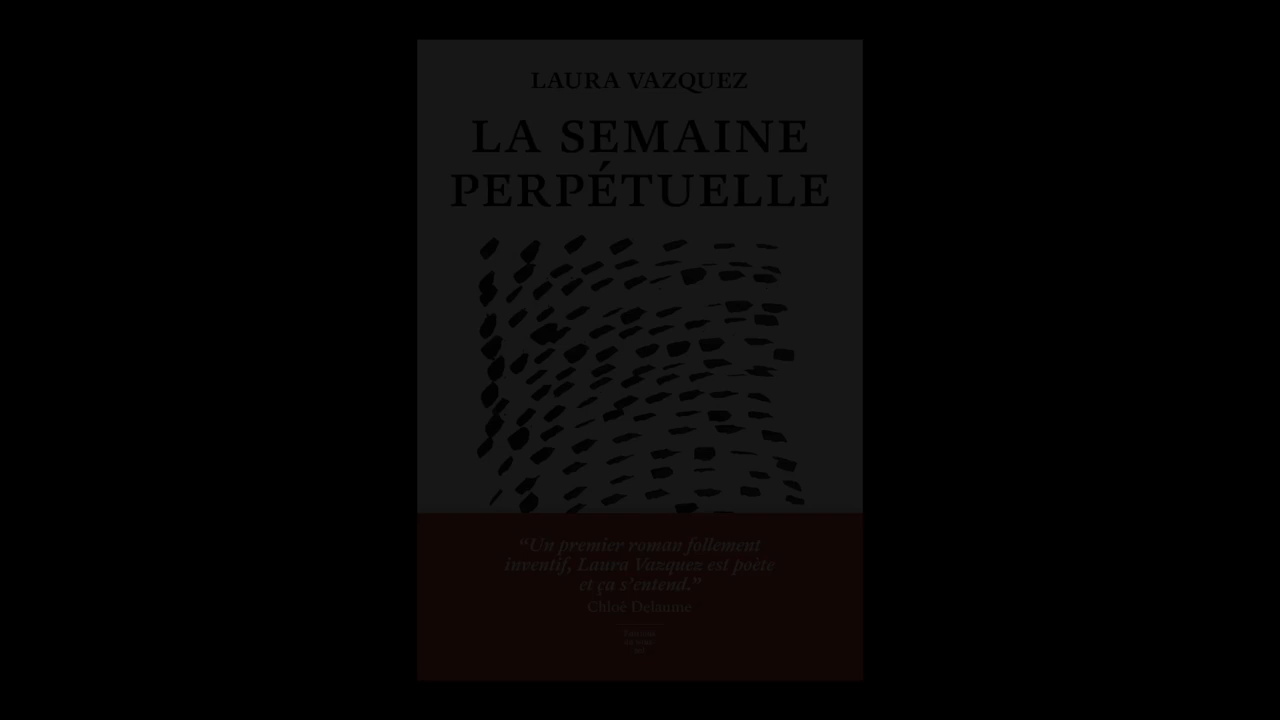 LAURA VAZQUEZ
LA SEMAINE
PERPÉTUELLE
“Un premier roman follement
inventif, Laura Vazquez est poète
et ça s’entend.”
Chloé Delaume